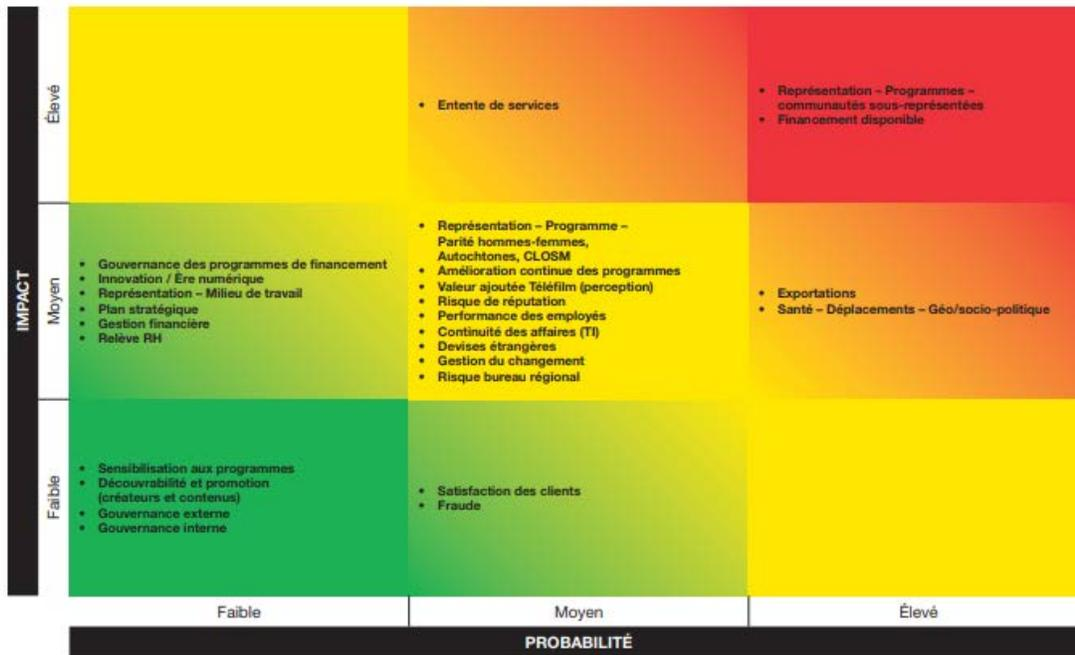 IMPACT
Élevé
• Entente de services
• Représentation – Programmes –
communautés sous-représentées
• Financement disponible
Moyen
• Gouvernance des programmes de financement
• Innovation / Ère numérique
• Représentation – Milieu de travail
• Plan stratégique
• Gestion financière
• Relève RH
• Représentation – Programme –
Parité hommes-femmes,
Autochtones, CLOSM
• Amélioration continue des programmes
• Valeur ajoutée Téléfilm (perception)
• Risque de réputation
• Performance des employés
• Continuité des affaires (TI)
• Devises étrangères
• Gestion du changement
• Risque bureau régional
• Exportations
• Santé – Déplacements – Géo/socio-politique
Faible
• Sensibilisation aux programmes
• Découvrabilité et promotion
(créateurs et contenus)
• Gouvernance externe
• Gouvernance interne
• Satisfaction des clients
• Fraude
Faible
Moyen
Élevé
PROBABILITÉ